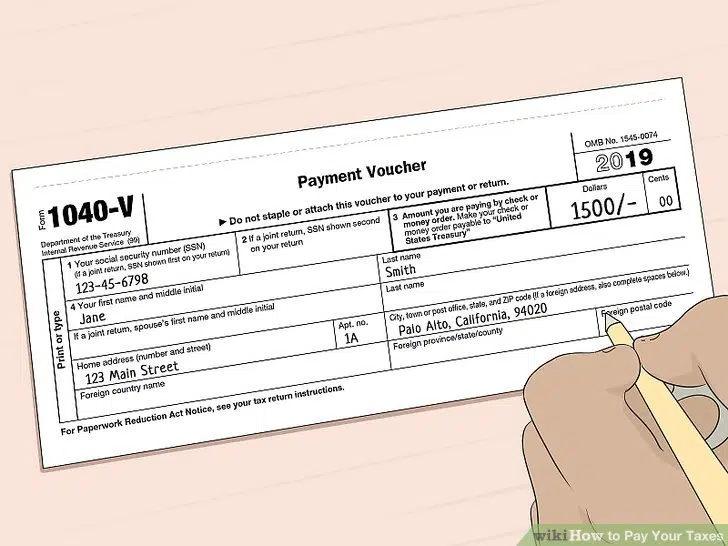 Form 1040-V
Department of the Treasury
Internal Revenue Service (99)
Payment Voucher
▶ Do not staple or attach this voucher to your payment or return.
OMB No. 1545-0074
2019
Print or type
1 Your social security number (SSN)
(if a joint return, SSN shown first on your return)
123-45-6798
2 If a joint return, SSN shown second
on your return
3 Amount you are paying by check or
money order. Make your check or
money order payable to "United
States Treasury"
Dollars
1500/-
Cents
00
4 Your first name and middle initial
Jane
Last name
Smith
If a joint return, spouse's first name and middle initial
Last name
Home address (number and street)
123 Main Street
Apt. no.
1A
City, town or post office, state, and ZIP code (If a foreign address, also complete spaces below.)
Palo Alto, California, 94020
Foreign country name
Foreign province/state/county
Foreign postal code
For Paperwork Reduction Act Notice, see your tax return instructions.
wikiHow to Pay Your Taxes